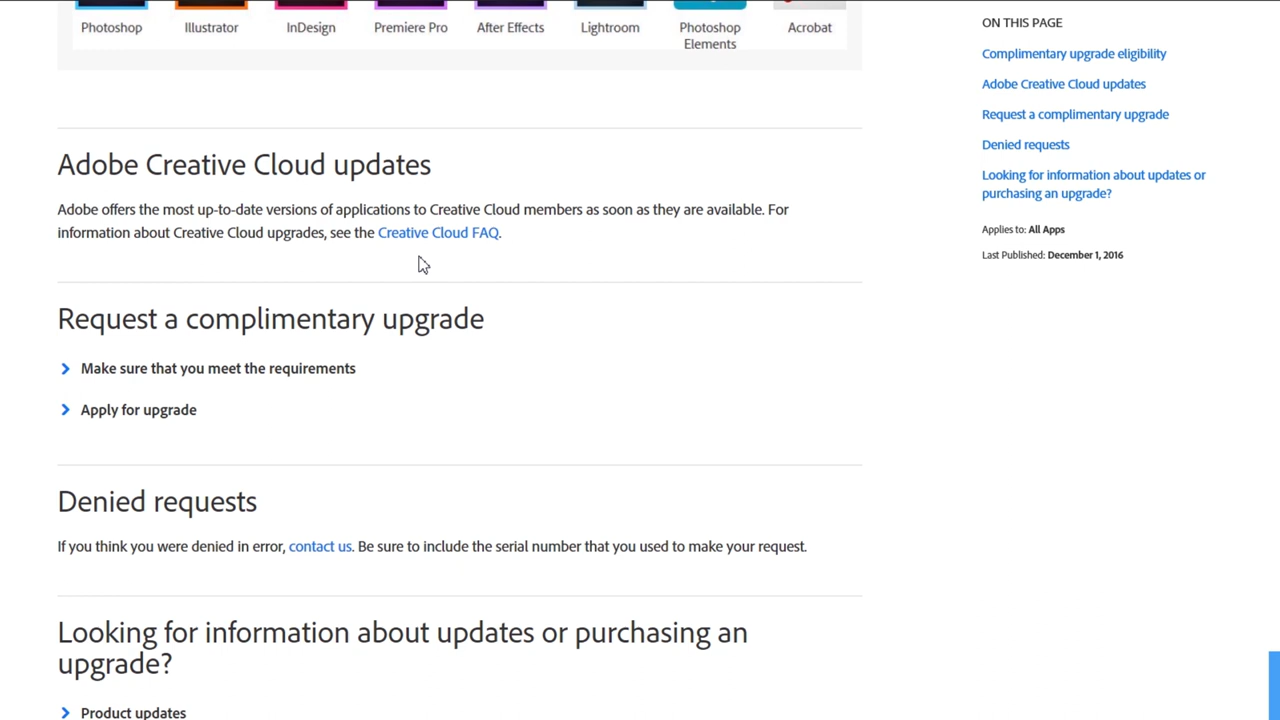 Photoshop
Illustrator
InDesign
Premiere Pro
After Effects
Lightroom
Photoshop
Elements
Acrobat
Adobe Creative Cloud updates
Adobe offers the most up-to-date versions of applications to Creative Cloud members as soon as they are available. For
information about Creative Cloud upgrades, see the Creative Cloud FAQ.
Request a complimentary upgrade
Make sure that you meet the requirements
Apply for upgrade
Denied requests
If you think you were denied in error, contact us. Be sure to include the serial number that you used to make your request.
Looking for information about updates or purchasing an
upgrade?
Product updates
ON THIS PAGE
Complimentary upgrade eligibility
Adobe Creative Cloud updates
Request a complimentary upgrade
Denied requests
Looking for information about updates or
purchasing an upgrade?
Applies to: All Apps
Last Published: December 1, 2016